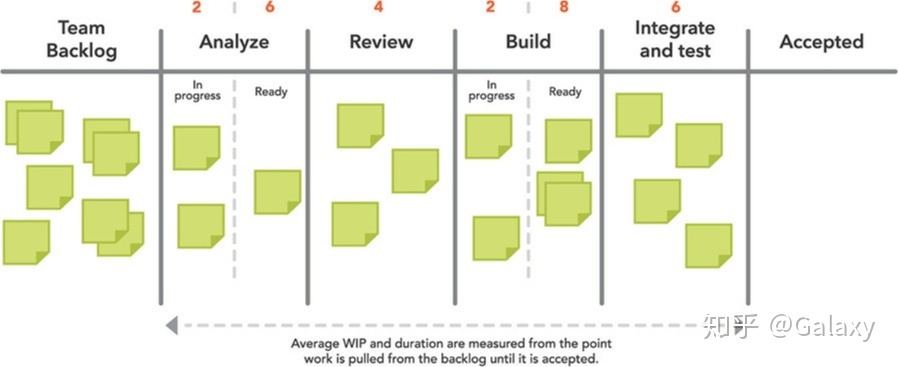 2 6 4 2 8 6
Team
Backlog
Analyze
Review
Build
Integrate
and test
Accepted
In
progress
Ready
In
progress
Ready
Average WIP and duration are measured from the point
work is pulled from the backlog until it is accepted.
知乎 @Galaxy